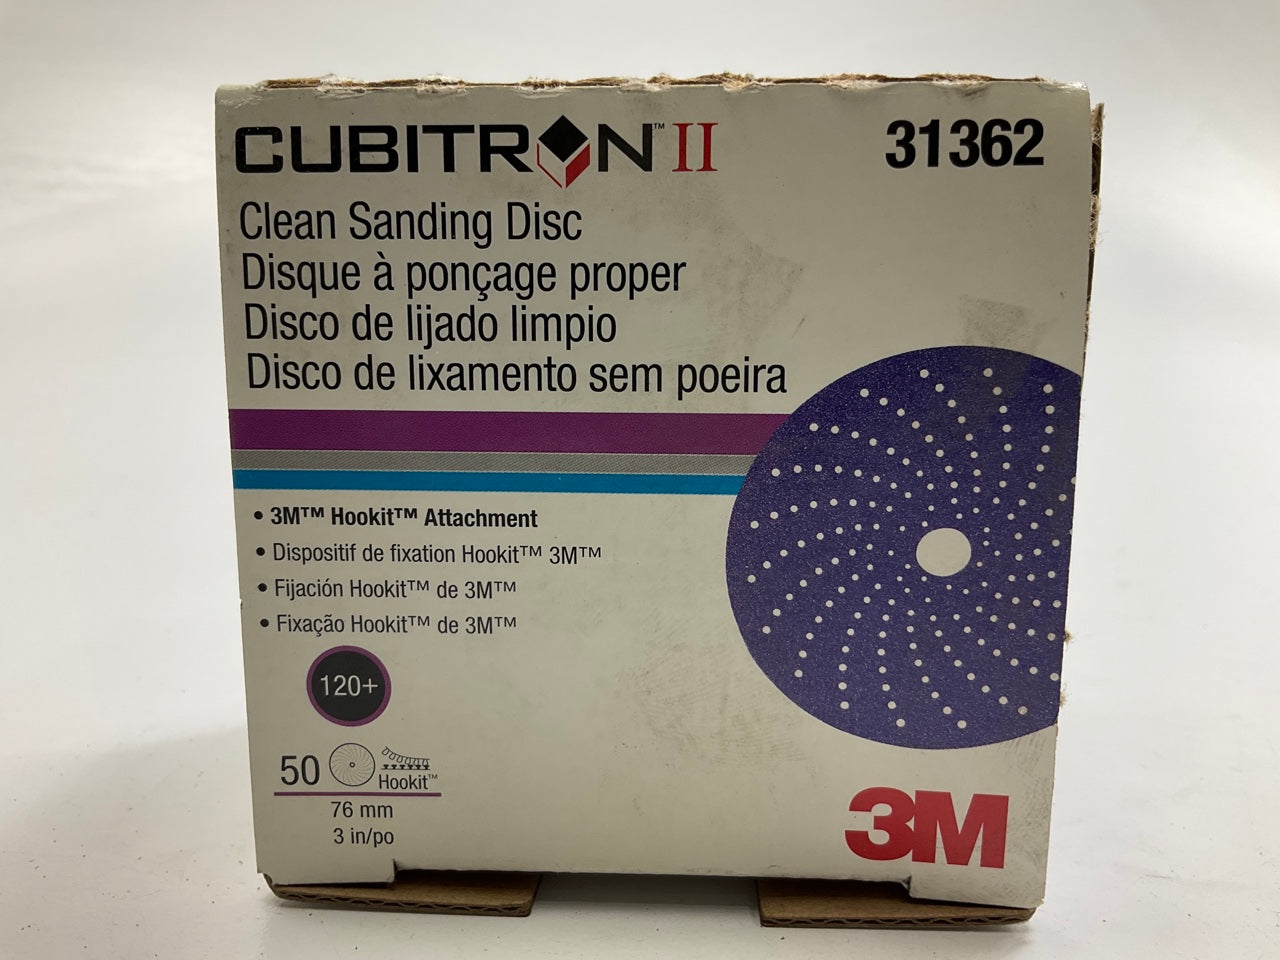 CUBITRON™ II
31362
Clean Sanding Disc
Disque à ponçage proper
Disco de lijado limpio
Disco de lixamento sem poeira
• 3M™ Hookit™ Attachment
• Dispositif de fixation Hookit™ 3M™
• Fijación Hookit™ de 3M™
• Fixação Hookit™ de 3M™
120+
50
Hookit™
76 mm
3 in/po
3M